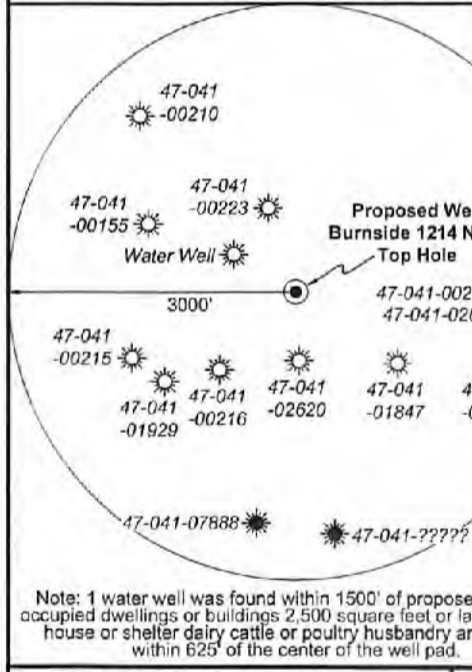 47-041
-00210
47-041
-00223
47-041
-00155
Water Well
Proposed We
Burnside 1214 N
Top Hole
3000'
47-041-002
47-041-02
47-041
-00215
47-041
-01929
47-041
-00216
47-041
-02620
47-041
-01847
47-041-07888
47-041-?????
Note: 1 water well was found within 1500' of propose
occupied dwellings or buildings 2,500 square feet or la
house or shelter dairy cattle or poultry husbandry a
within 625' of the center of the well pad.